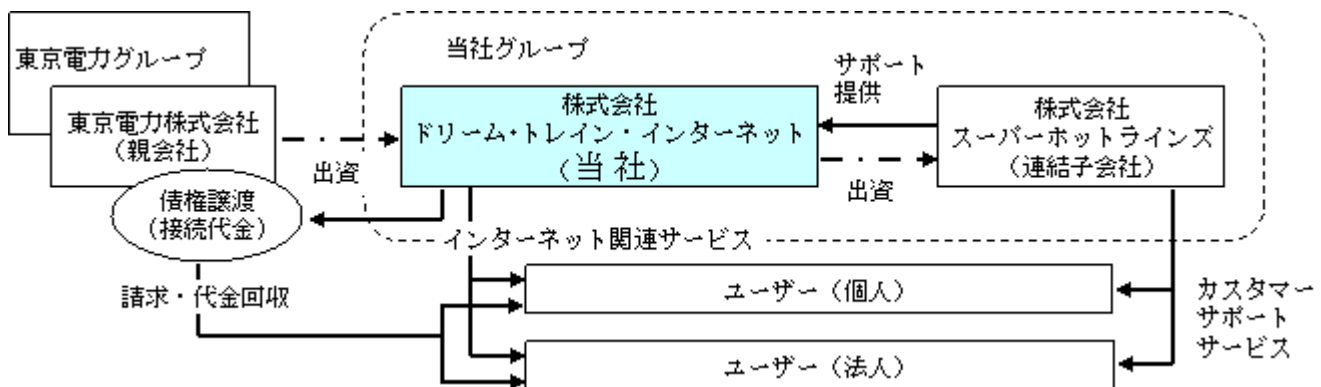 東京電力グループ
東京電力株式会社
(親会社)
出資
債権譲渡
(接続代金)
請求・代金回収
当社グループ
株式会社
ドリーム・トレイン・インターネット
(当 社)
サポート
提供
出資
株式会社
スーパーホットラインズ
(連結子会社)
インターネット関連サービス
ユーザー(個人)
ユーザー(法人)
カスタマー
サポート
サービス